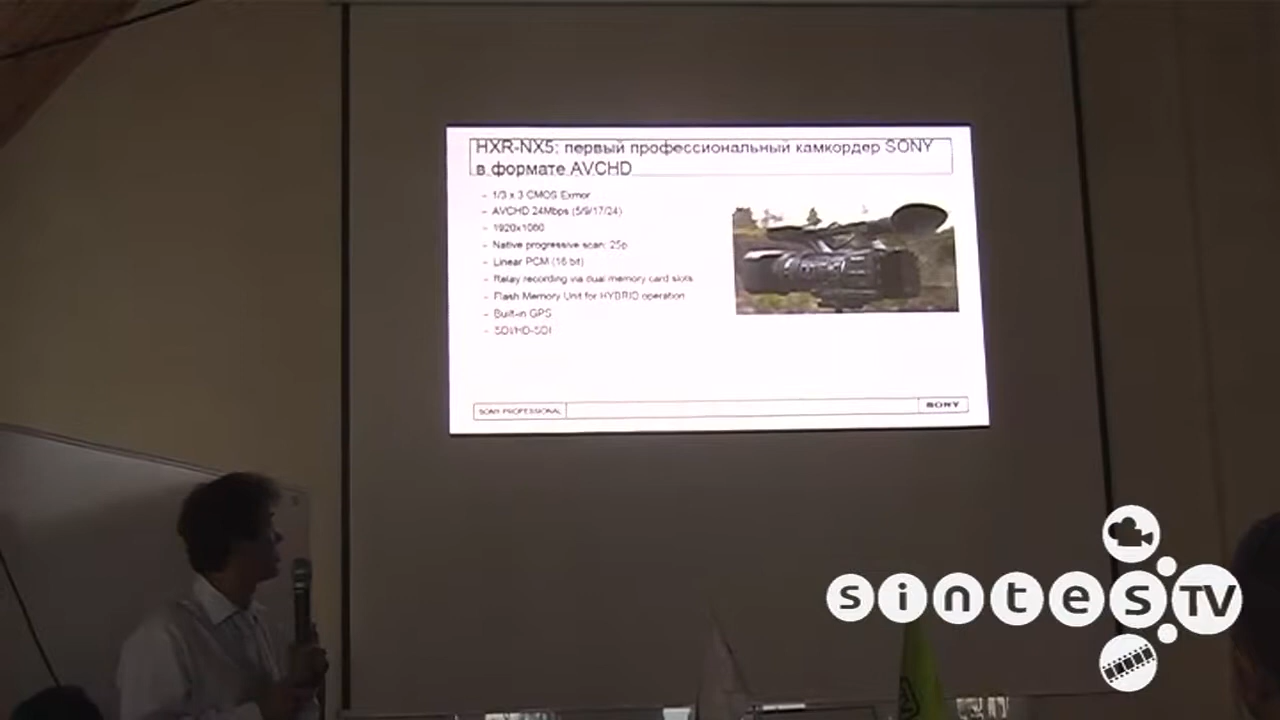 HXR-NX5: первый профессиональный камкордер SONY
в формате AVCHD
– 1/3 x 3 CMOS Exmor
– AVCHD 24Mbps (5/9/17/24)
– 1920x1080
– Native progressive scan: 25p
– Linear PCM (16 bit)
– Relay recording via dual memory card slots
– Flash Memory Unit for HYBRID operation
– Built-in GPS
– SDI/HD-SDI
SONY PROFESSIONAL
SONY
sintes TV